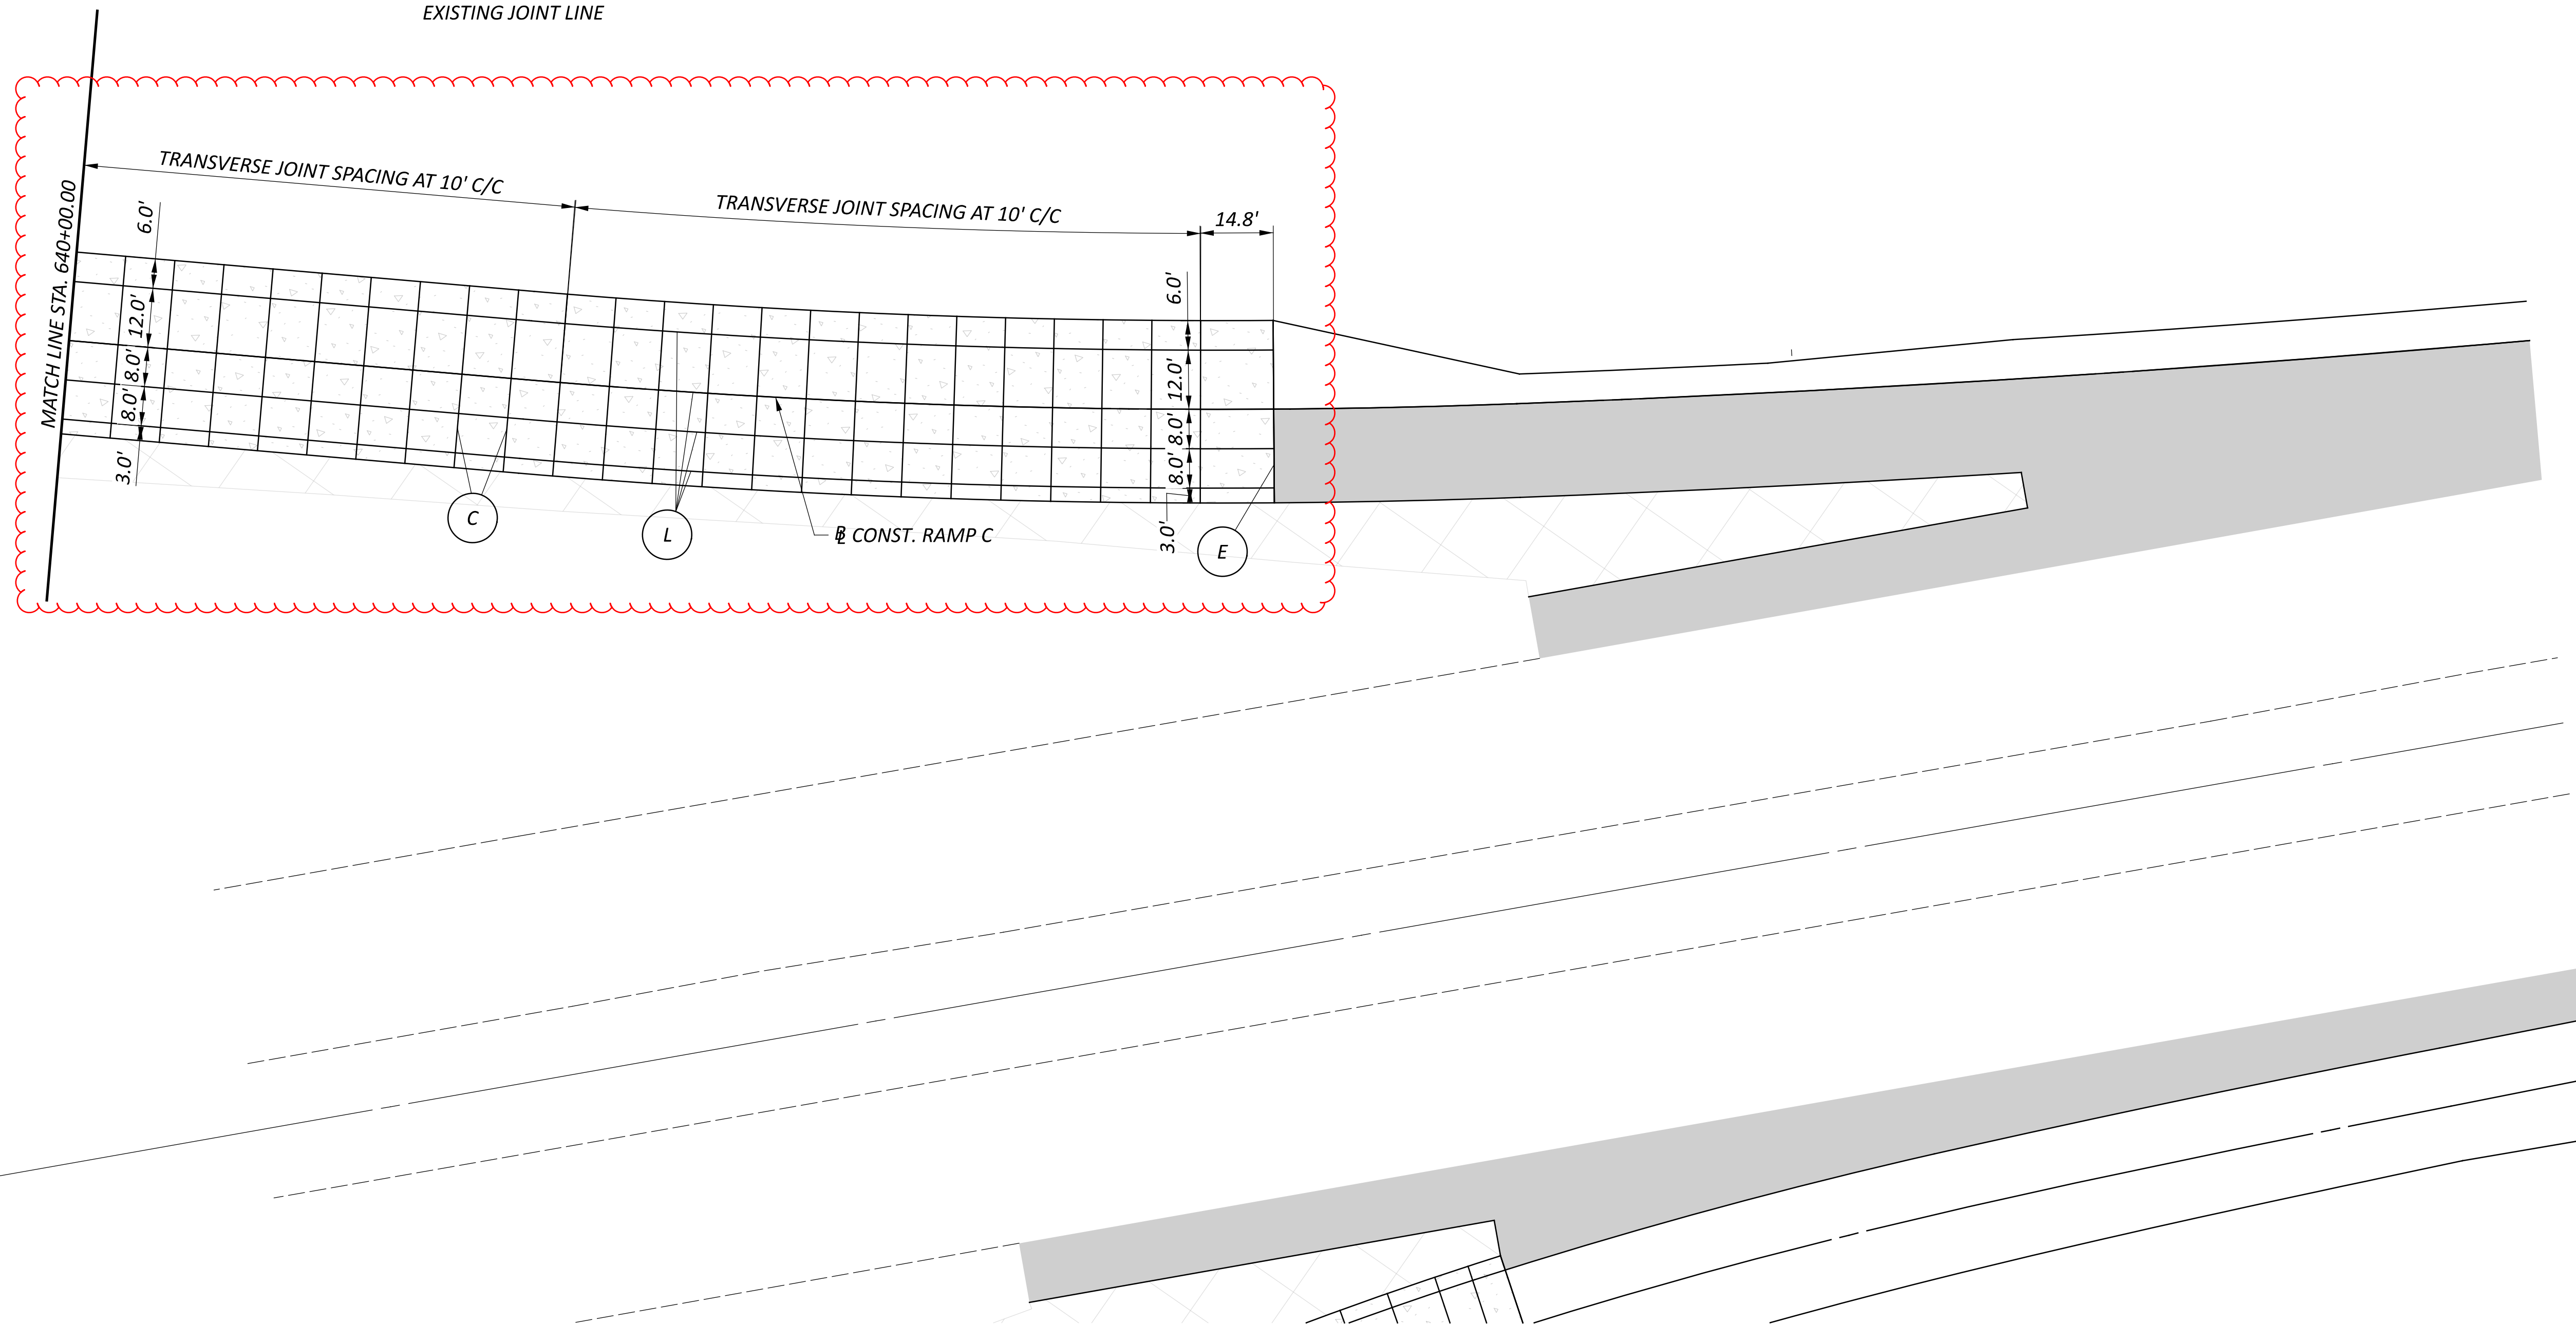 EXISTING JOINT LINE
TRANSVERSE JOINT SPACING AT 10' C/C
TRANSVERSE JOINT SPACING AT 10' C/C
14.8'
MATCH LINE STA. 640+00.00
6.0'
12.0'
8.0'
8.0'
3.0'
6.0'
12.0'
8.0'
8.0'
3.0'
C
L
℄ CONST. RAMP C
E